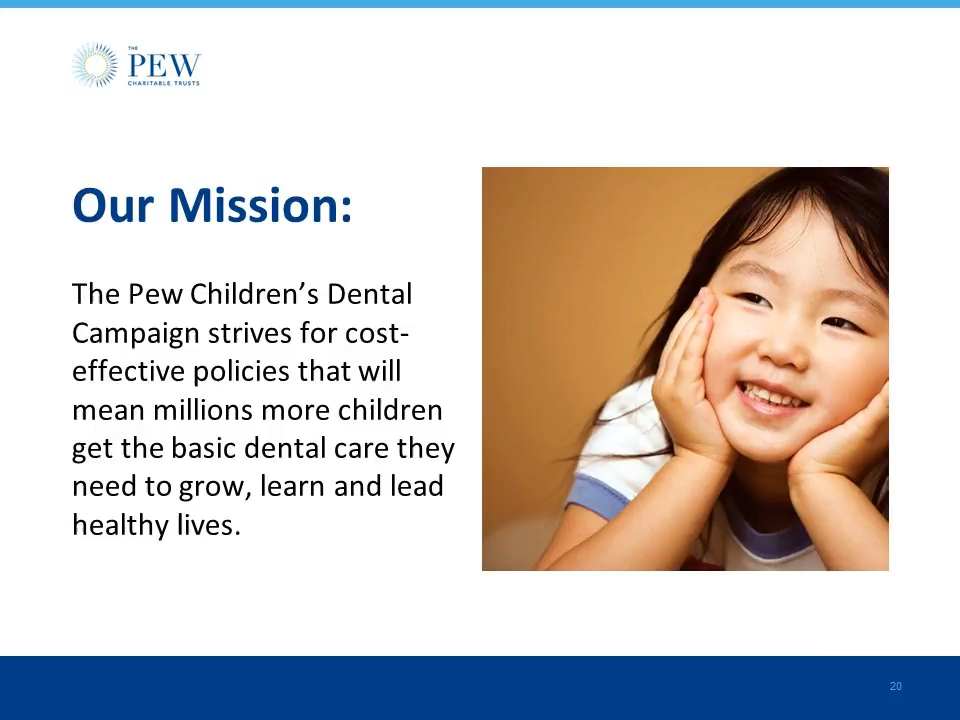 THE
PEW
CHARITABLE TRUSTS
Our Mission:
The Pew Children’s Dental
Campaign strives for cost-
effective policies that will
mean millions more children
get the basic dental care they
need to grow, learn and lead
healthy lives.
20